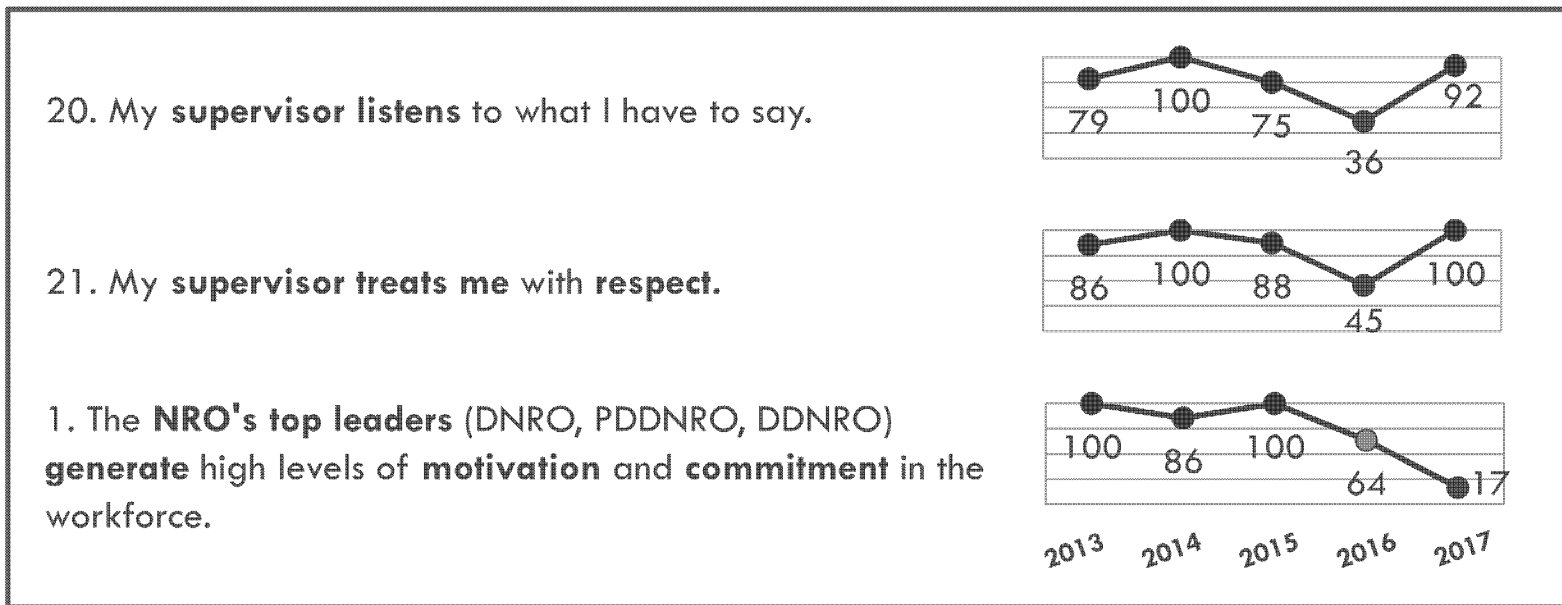 20. My supervisor listens to what I have to say.
79 100 75 36 92
21. My supervisor treats me with respect.
86 100 88 45 100
1. The NRO's top leaders (DNRO, PDDNRO, DDNRO)
generate high levels of motivation and commitment in the
workforce.
100 86 100 64 17
2013 2014 2015 2016 2017